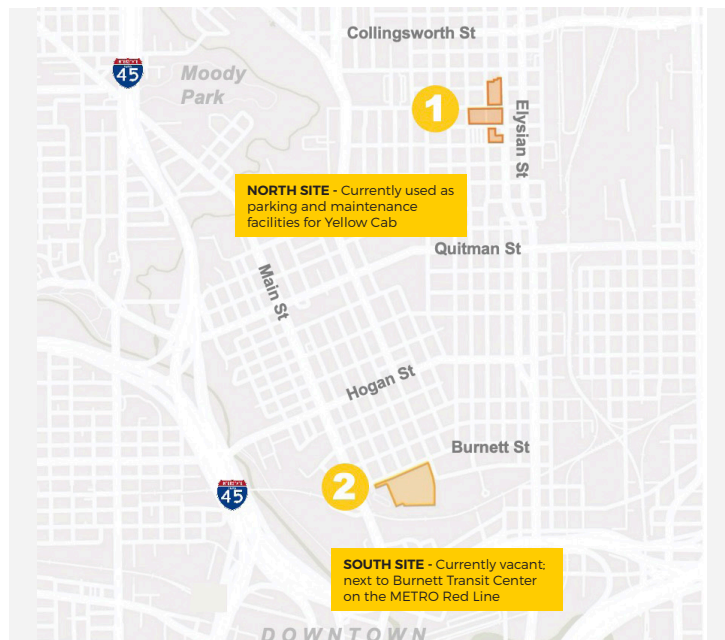 Collingsworth St
45
Moody
Park
1
Elysian St
NORTH SITE - Currently used as
parking and maintenance
facilities for Yellow Cab
Quitman St
Main St
Hogan St
Burnett St
2
45
SOUTH SITE - Currently vacant;
next to Burnett Transit Center
on the METRO Red Line
DOWNTOWN